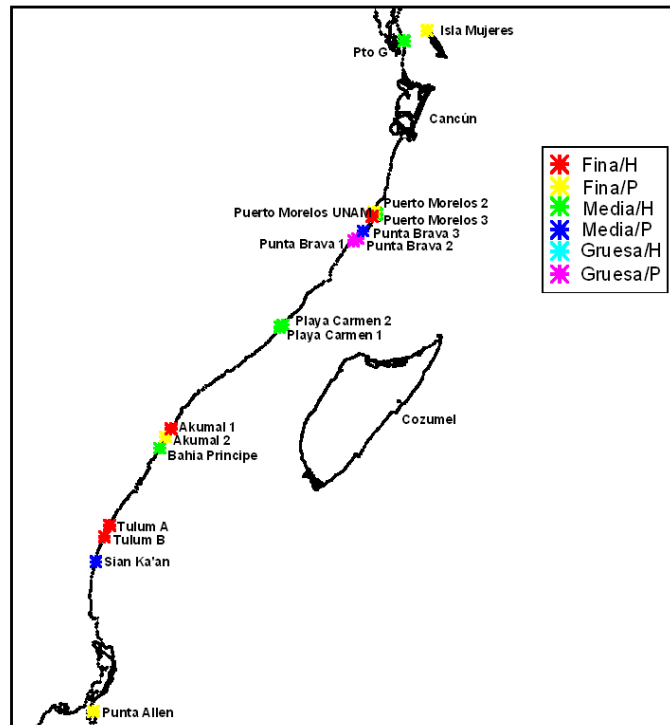 Isla Mujeres
Pto G
Cancún
Fina/H
Fina/P
Media/H
Media/P
Gruesa/H
Gruesa/P
Puerto Morelos 2
Puerto Morelos UNAM
Puerto Morelos 3
Punta Brava 3
Punta Brava 1
Punta Brava 2
Playa Carmen 2
Playa Carmen 1
Cozumel
Akumal 1
Akumal 2
Bahia Principe
Tulum A
Tulum B
Sian Ka'an
Punta Allen